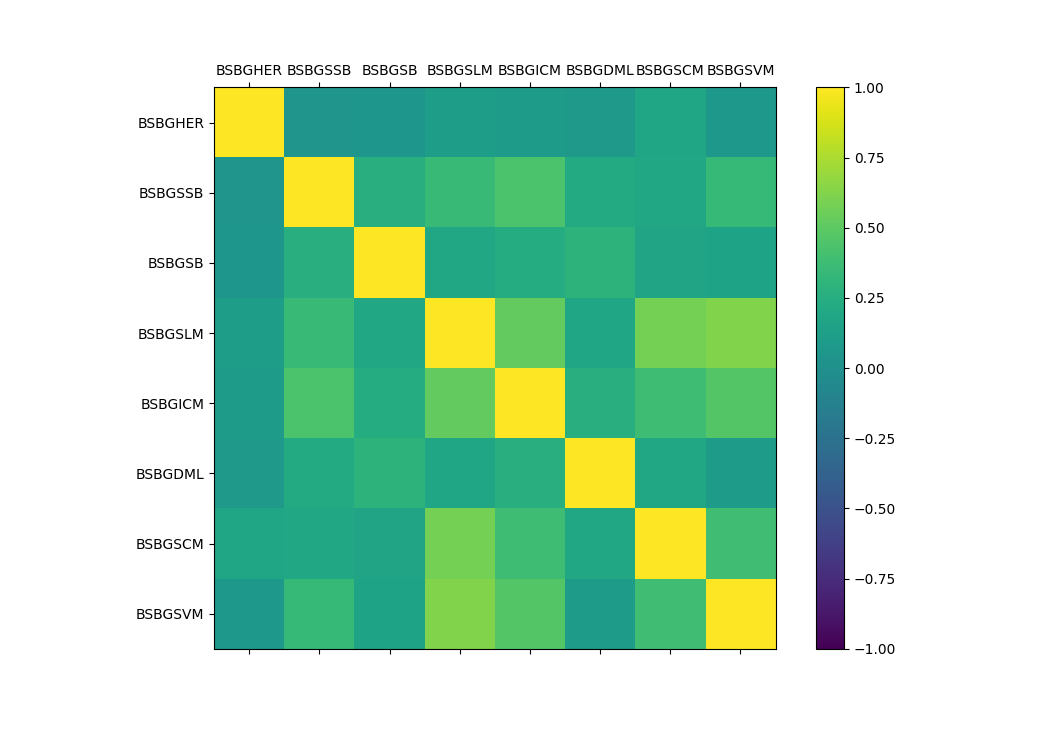 BSBGHER BSBGSSB BSBGSB BSBGSLM BSBGICM BSBGDML BSBGSCM BSBGSVM
BSBGHER
BSBGSSB
BSBGSB
BSBGSLM
BSBGICM
BSBGDML
BSBGSCM
BSBGSVM
1.00
0.75
0.50
0.25
0.00
−0.25
−0.50
−0.75
−1.00